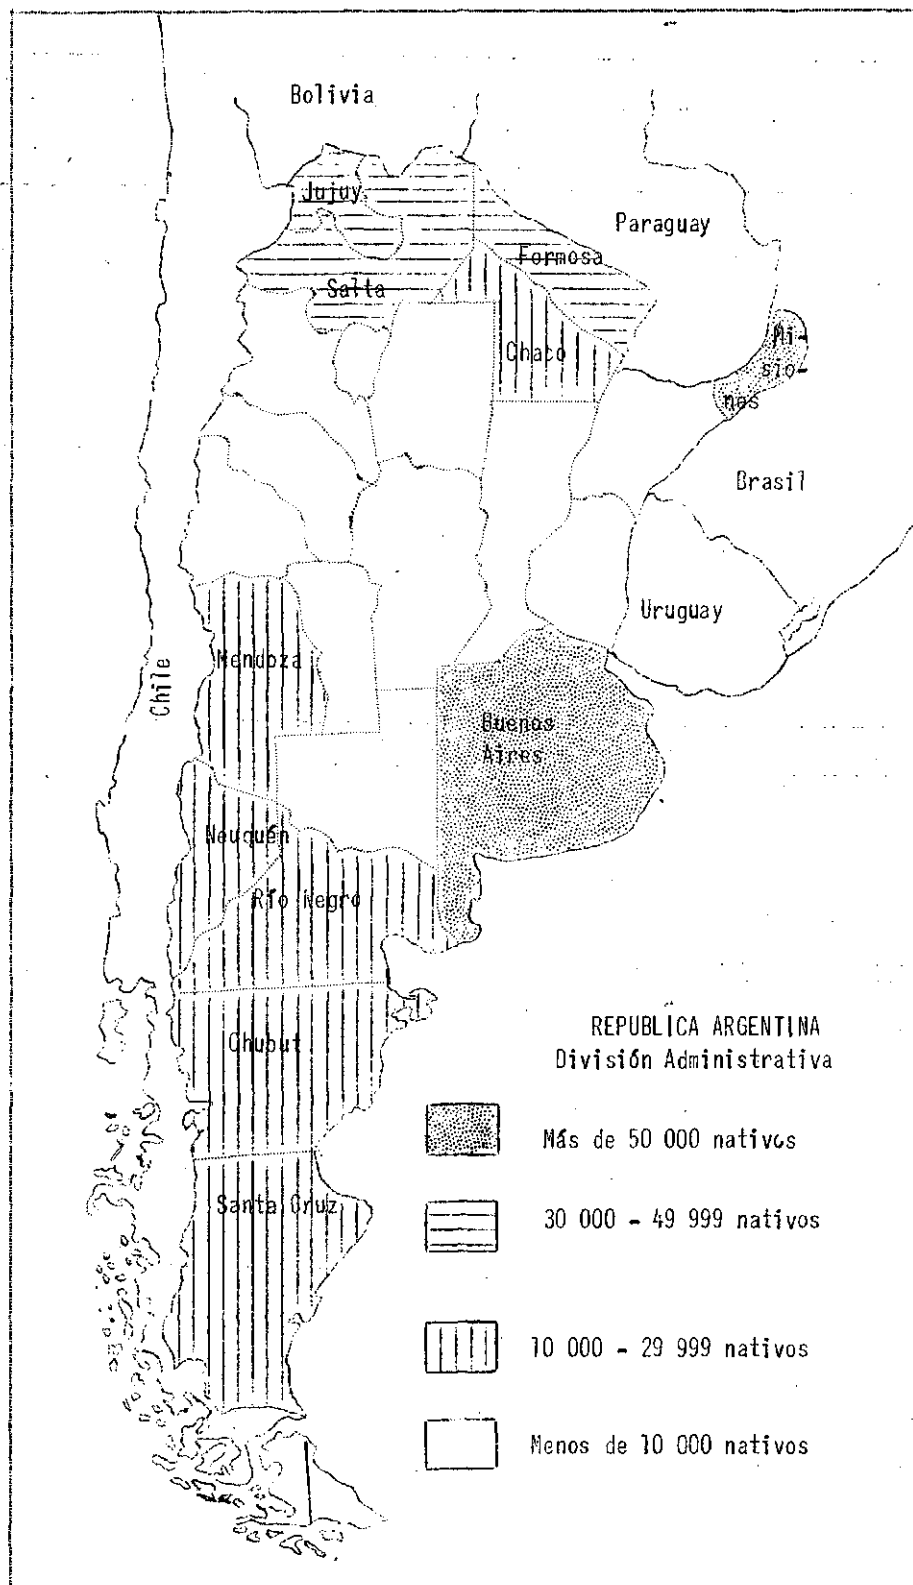 Bolivia
Jujuy
Paraguay
Formosa
Salta
Chaco
Mi-
sio-
nes
Brasil
Uruguay
Mendoza
Chile
Buenos
Aires
Neuquén
Río Negro
REPUBLICA ARGENTINA
División Administrativa
Chubut
Más de 50 000 nativos
Santa Cruz
30 000 - 49 999 nativos
10 000 - 29 999 nativos
Menos de 10 000 nativos